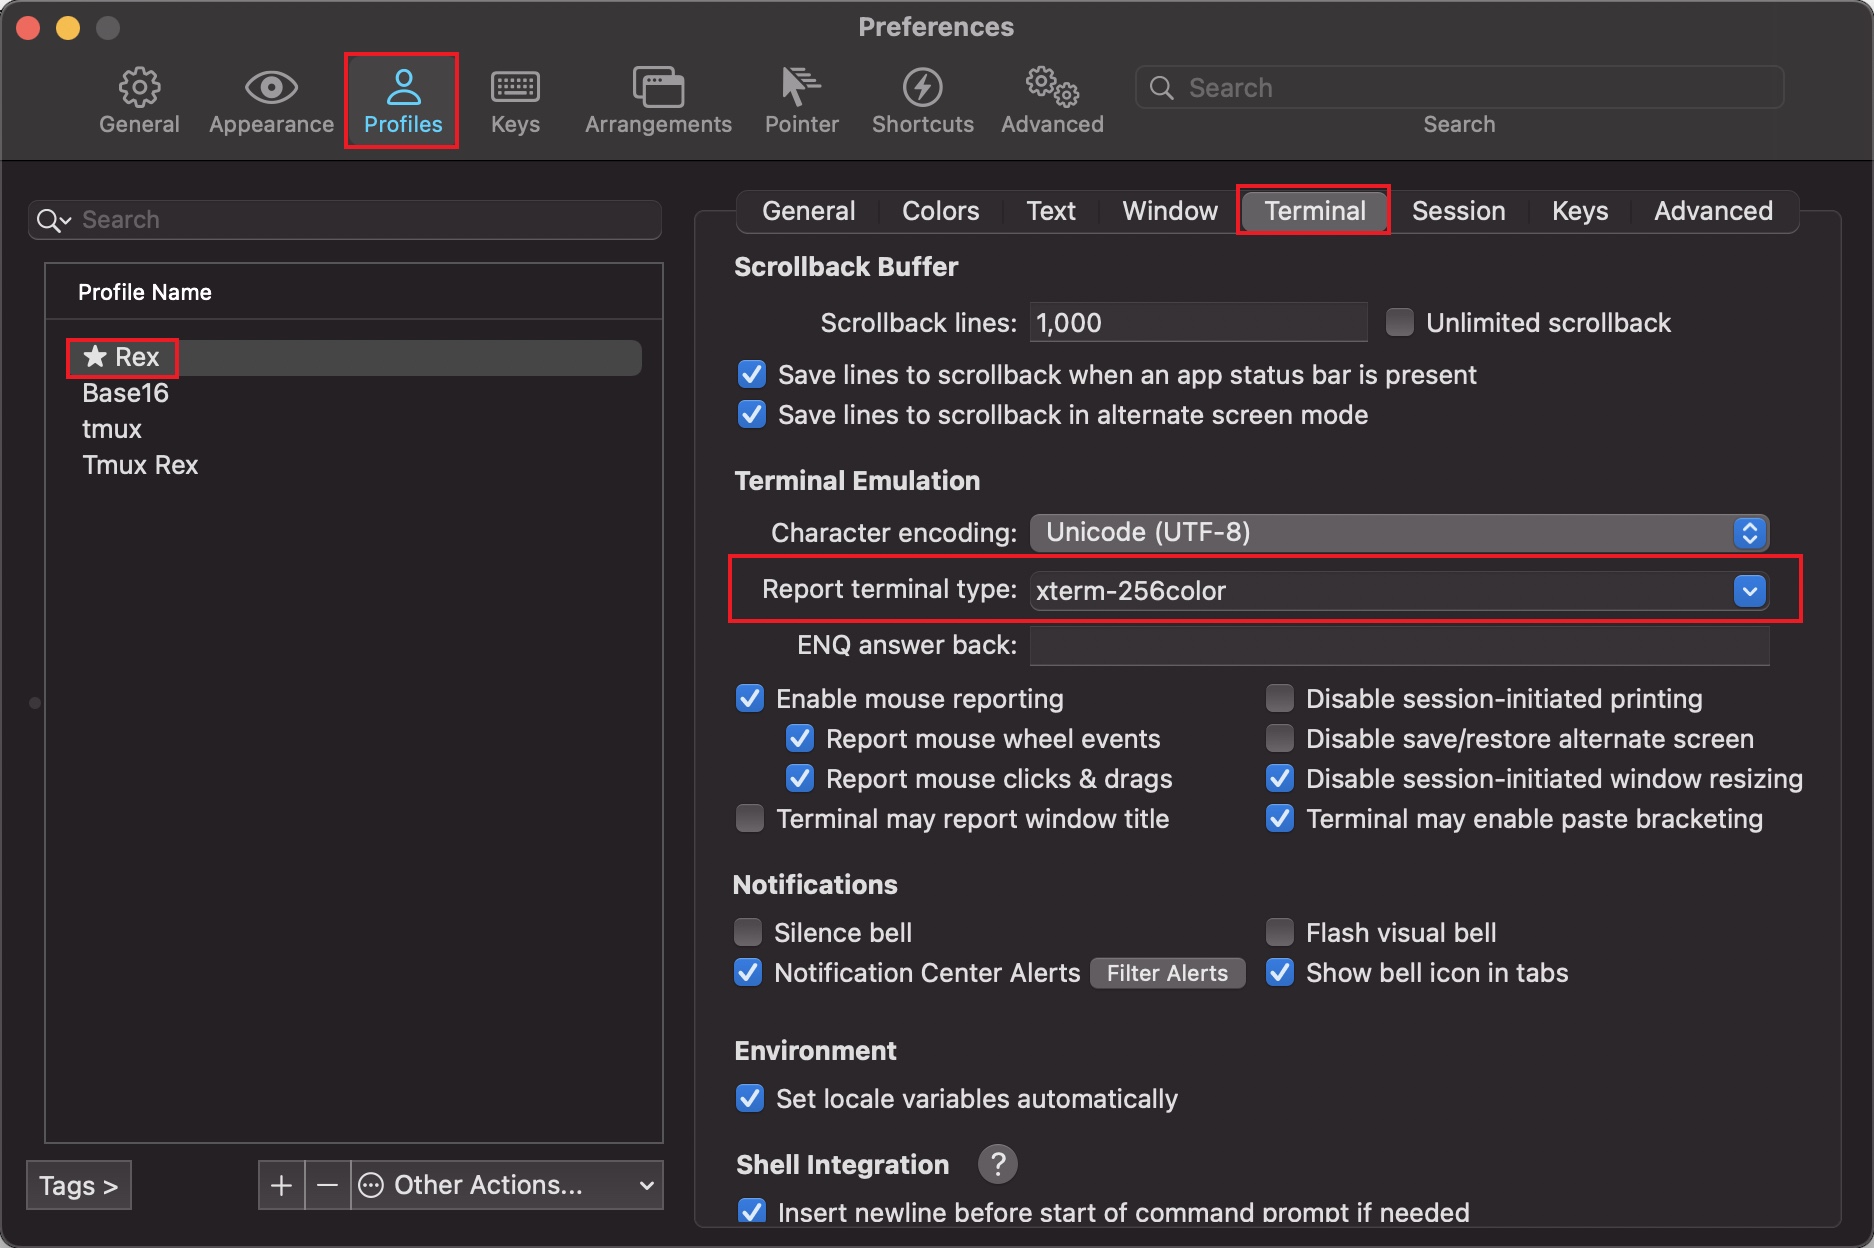 Preferences
General
Appearance
Profiles
Keys
Arrangements
Pointer
Shortcuts
Advanced
Search
Search
Search
Profile Name
★ Rex
Base16
tmux
Tmux Rex
Tags >
+
−
Other Actions...
General
Colors
Text
Window
Terminal
Session
Keys
Advanced
Scrollback Buffer
Scrollback lines: 1,000
Unlimited scrollback
Save lines to scrollback when an app status bar is present
Save lines to scrollback in alternate screen mode
Terminal Emulation
Character encoding: Unicode (UTF-8)
Report terminal type: xterm-256color
ENQ answer back:
Enable mouse reporting
Disable session-initiated printing
Report mouse wheel events
Disable save/restore alternate screen
Report mouse clicks & drags
Disable session-initiated window resizing
Terminal may report window title
Terminal may enable paste bracketing
Notifications
Silence bell
Flash visual bell
Notification Center Alerts
Filter Alerts
Show bell icon in tabs
Environment
Set locale variables automatically
Shell Integration
?
Insert newline before start of command prompt if needed